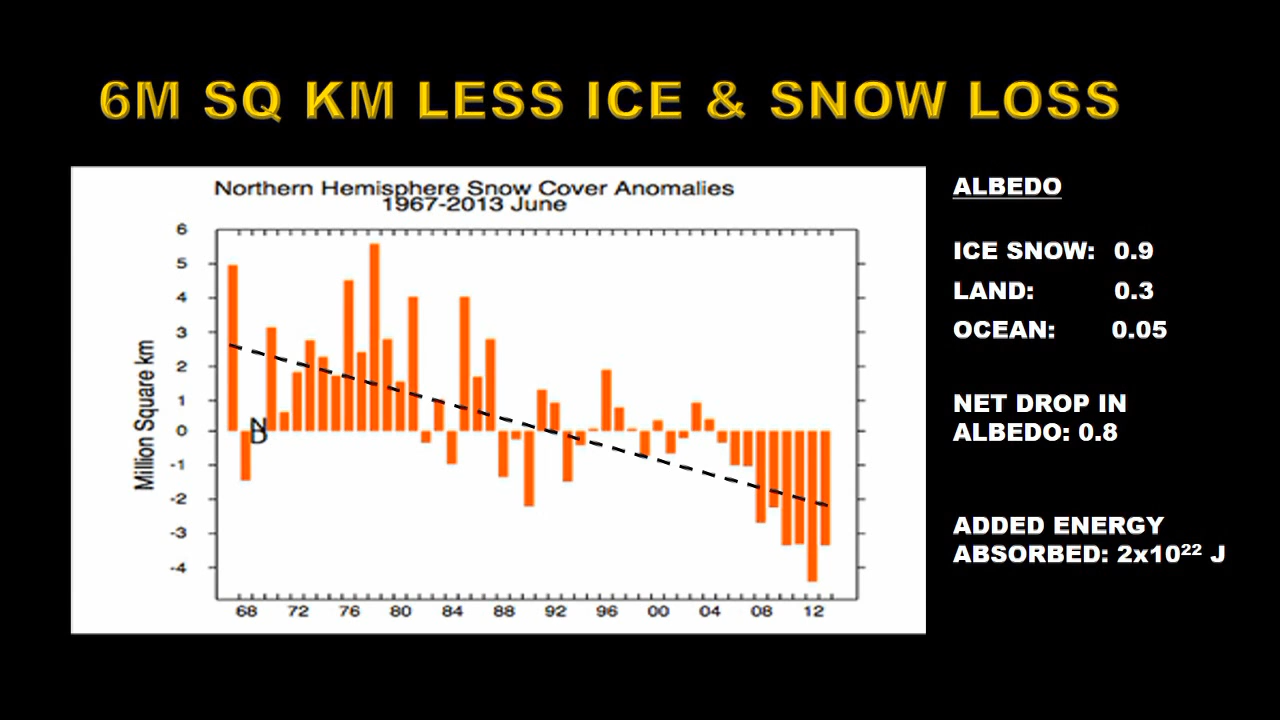 6M SQ KM LESS ICE & SNOW LOSS
Northern Hemisphere Snow Cover Anomalies
1967-2013 June
Million Square km
6
5
4
3
2
1
0
-1
-2
-3
-4
N
D
68 72 76 80 84 88 92 96 00 04 08 12
ALBEDO
ICE SNOW: 0.9
LAND: 0.3
OCEAN: 0.05
NET DROP IN
ALBEDO: 0.8
ADDED ENERGY
ABSORBED: 2x10²² J